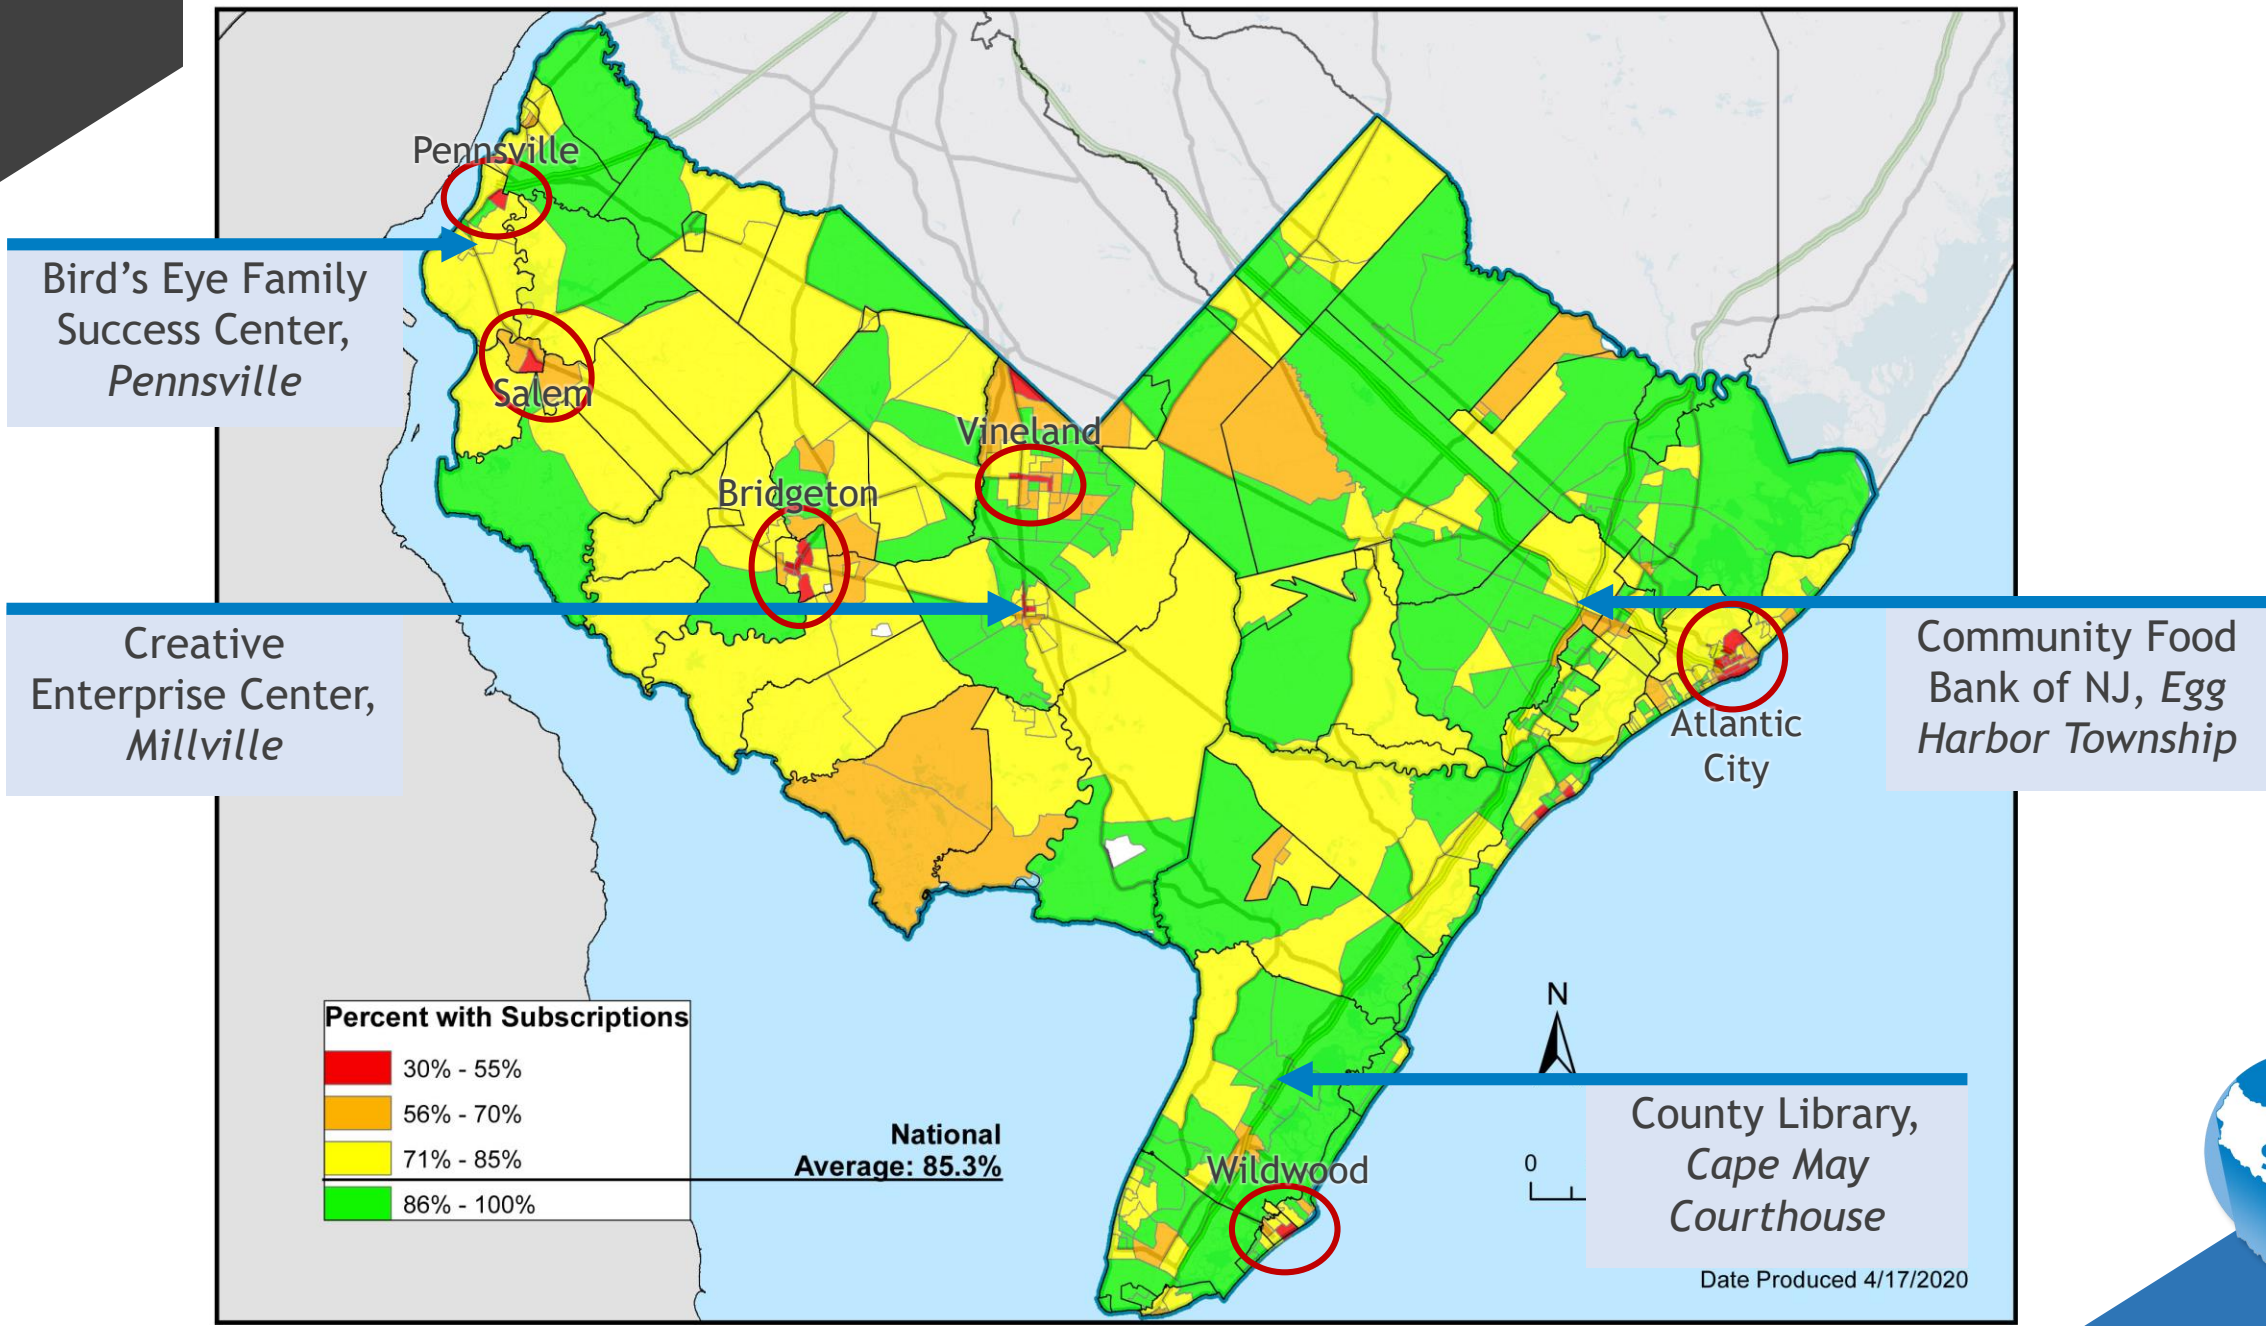 Pennsville
Bird’s Eye Family
Success Center,
Pennsville
Salem
Vineland
Bridgeton
Creative
Enterprise Center,
Millville
Community Food
Bank of NJ, Egg
Harbor Township
Atlantic
City
Percent with Subscriptions
30% - 55%
56% - 70%
71% - 85%
86% - 100%
National
Average: 85.3%
N
0
County Library,
Cape May
Courthouse
Wildwood
Date Produced 4/17/2020